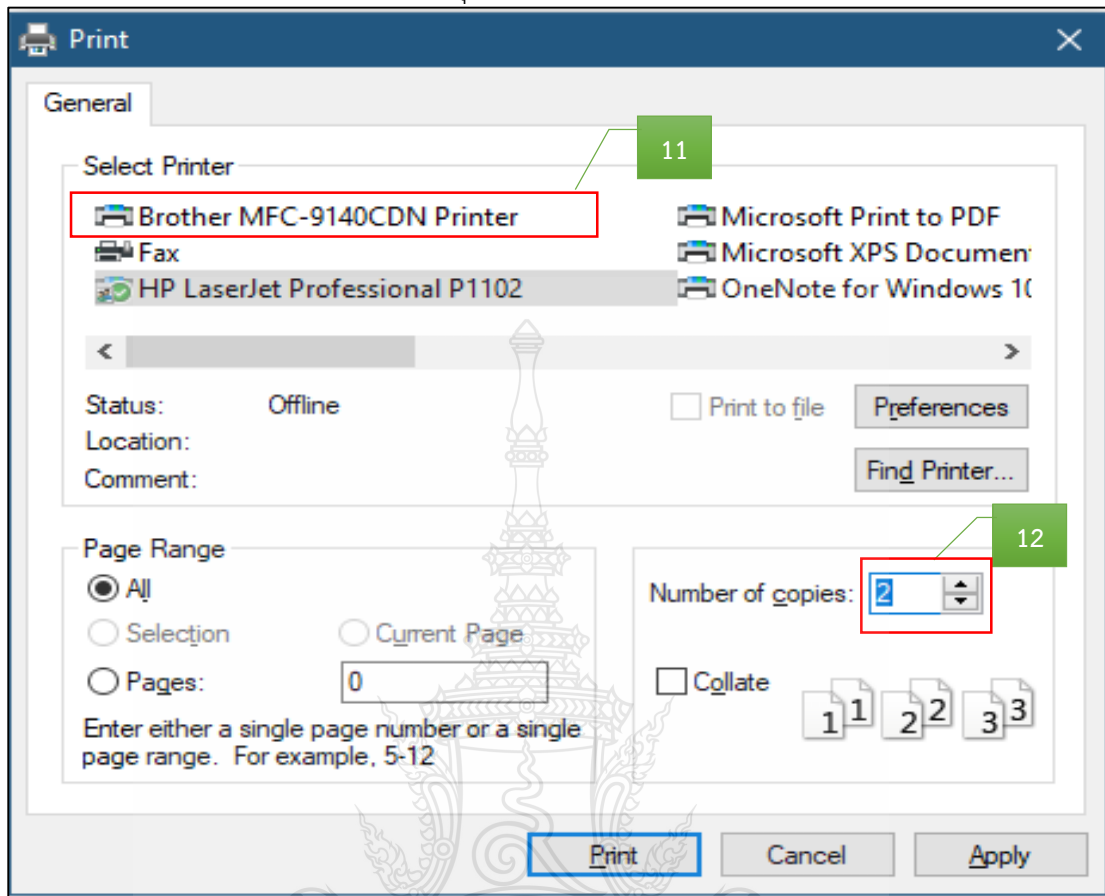 Print
General
11
Select Printer
Brother MFC-9140CDN Printer
Microsoft Print to PDF
Fax
Microsoft XPS Documen
HP LaserJet Professional P1102
OneNote for Windows 10
Status: Offline
Print to file
Preferences
Location:
Comment:
Find Printer...
12
Page Range
All
Number of copies: 2
Selection
Current Page
Pages: 0
Collate
1 1 2 2 3 3
Enter either a single page number or a single
page range. For example, 5-12
Print
Cancel
Apply